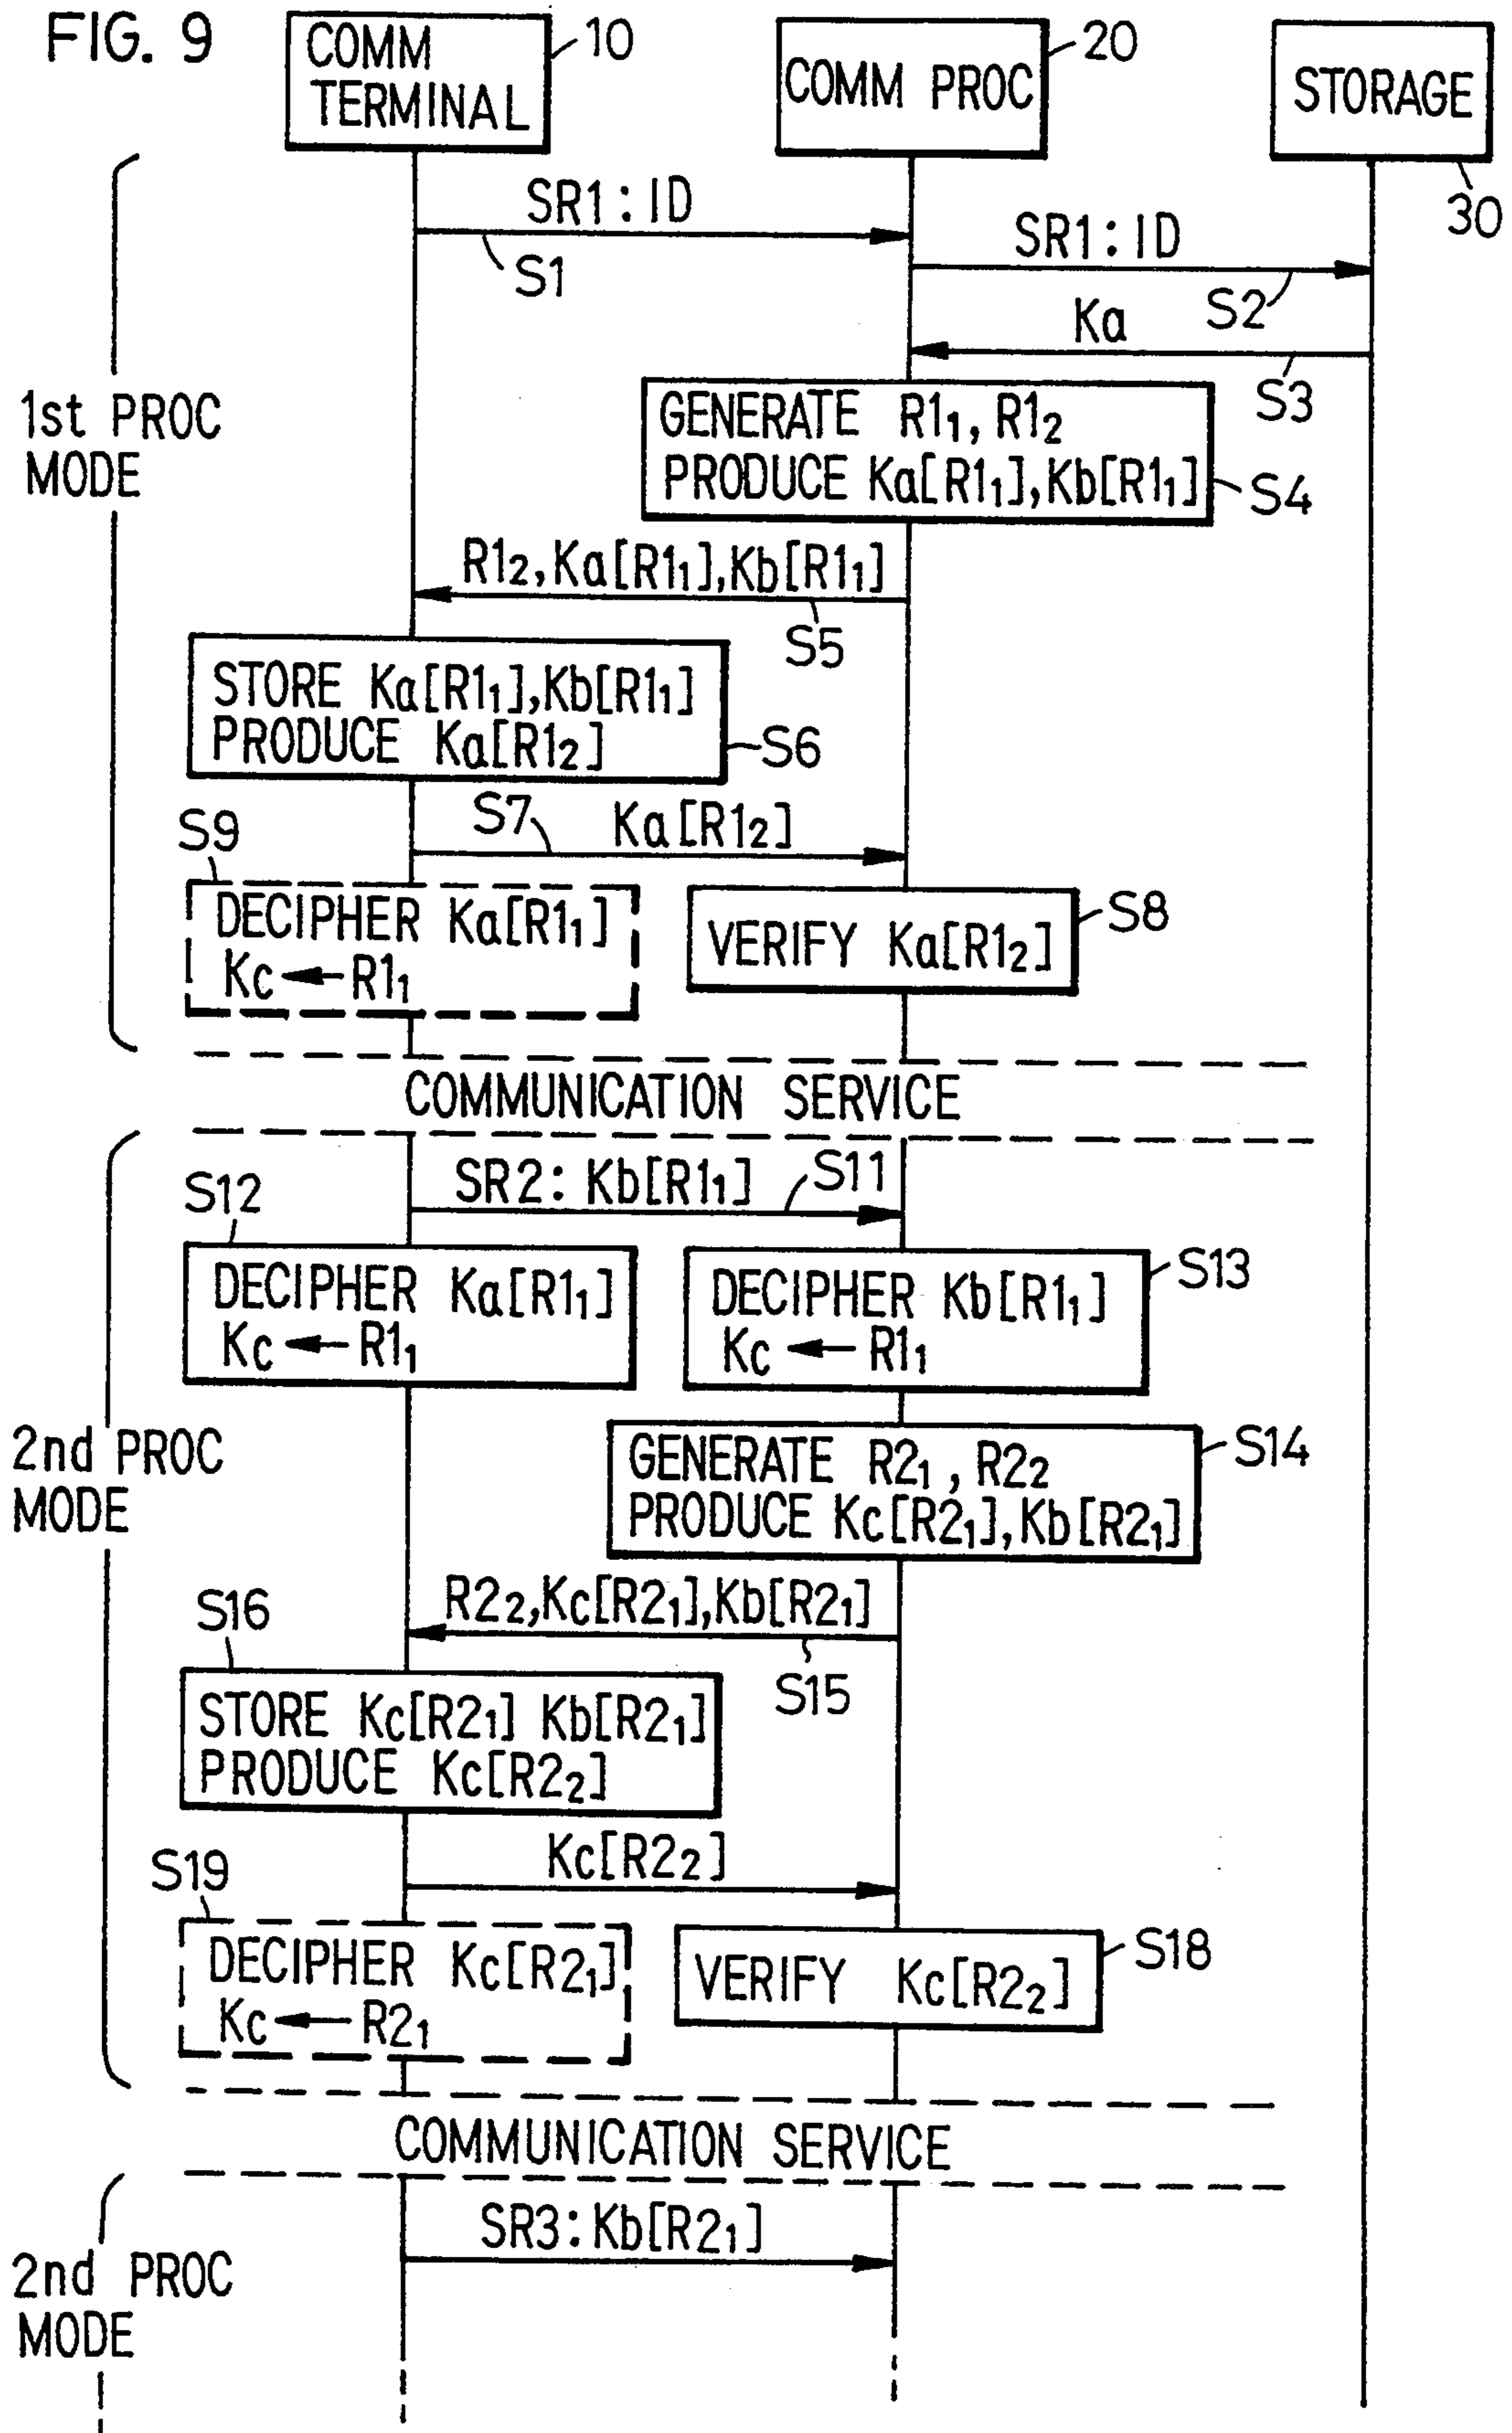 FIG. 9
COMM TERMINAL
10
COMM PROC
20
STORAGE
30
SR1 : ID
S1
SR1 : ID
S2
Ka
S3
1st PROC
MODE
GENERATE R1₁, R1₂
PRODUCE Ka[R1₁],Kb[R1₁]
S4
R1₂,Ka[R1₁],Kb[R1₁]
S5
STORE Ka[R1₁],Kb[R1₁]
PRODUCE Ka[R1₂]
S6
S7
Ka[R1₂]
S9
DECIPHER Ka[R1₁]
Kc ← R1₁
VERIFY Ka[R1₂]
S8
COMMUNICATION SERVICE
SR2: Kb[R1₁]
S11
S12
DECIPHER Ka[R1₁]
Kc ← R1₁
DECIPHER Kb[R1₁]
Kc ← R1₁
S13
2nd PROC
MODE
GENERATE R2₁, R2₂
PRODUCE Kc[R2₁],Kb[R2₁]
S14
R2₂,Kc[R2₁],Kb[R2₁]
S15
S16
STORE Kc[R2₁] Kb[R2₁]
PRODUCE Kc[R2₂]
Kc[R2₂]
S19
DECIPHER Kc[R2₁]
Kc ← R2₁
VERIFY Kc[R2₂]
S18
COMMUNICATION SERVICE
SR3: Kb[R2₁]
2nd PROC
MODE